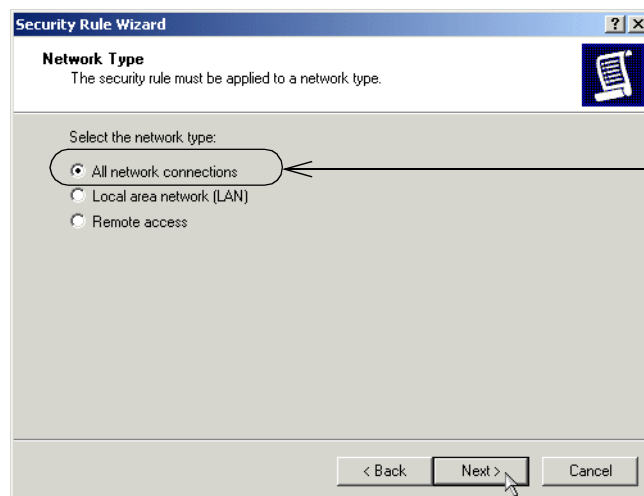 Security Rule Wizard
? X
Network Type
The security rule must be applied to a network type.
Select the network type:
All network connections
Local area network (LAN)
Remote access
< Back Next > Cancel